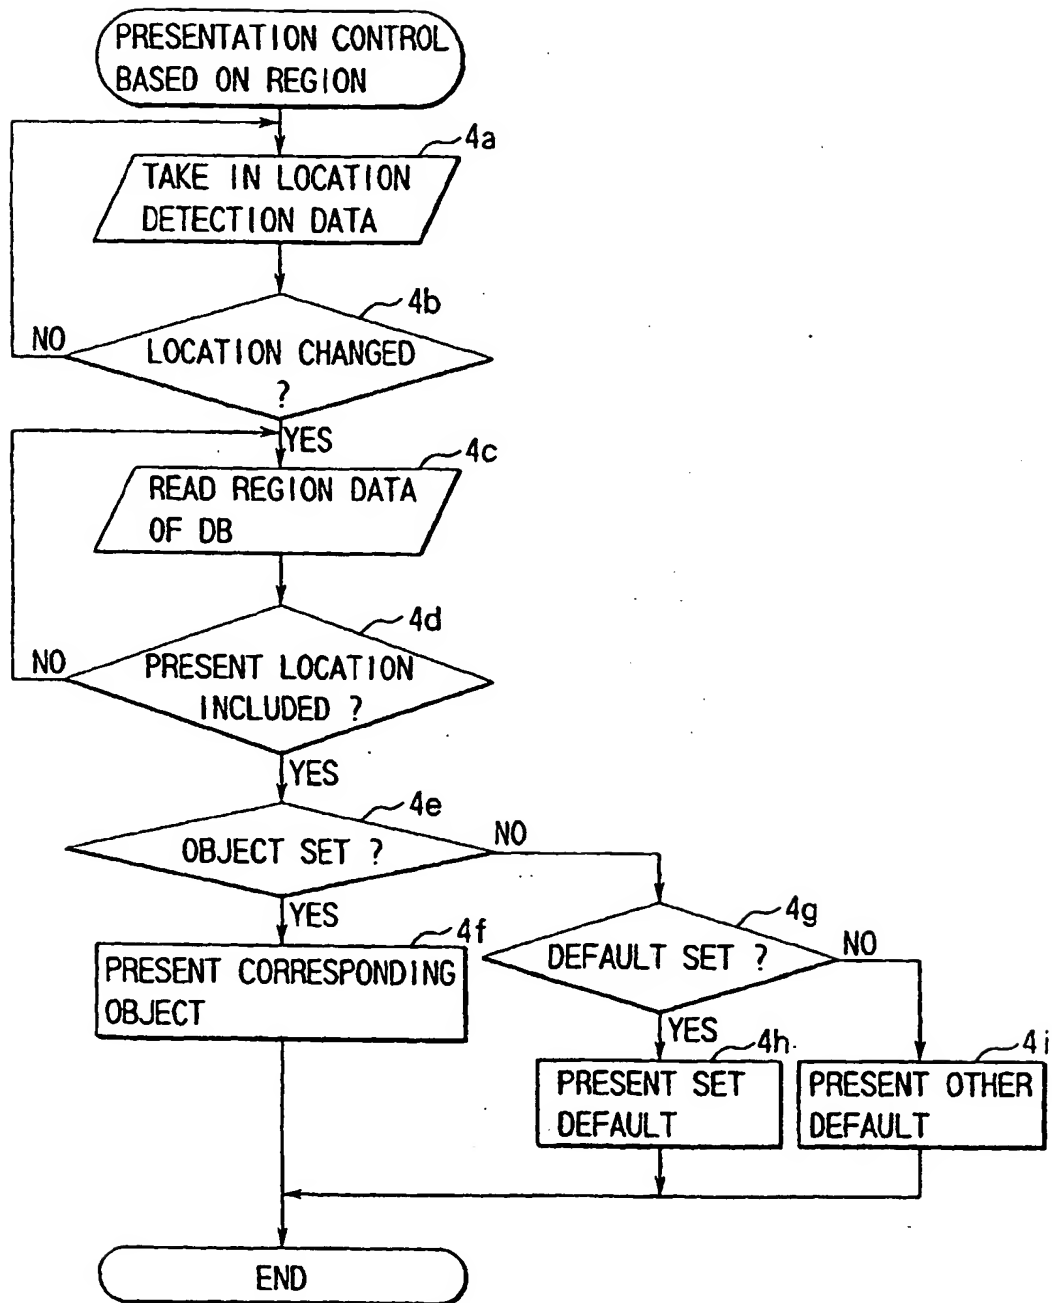 PRESENTATION CONTROL
BASED ON REGION
4a
TAKE IN LOCATION
DETECTION DATA
4b
NO
LOCATION CHANGED
?
YES
4c
READ REGION DATA
OF DB
4d
NO
PRESENT LOCATION
INCLUDED ?
YES
4e
OBJECT SET ?
NO
YES
4f
PRESENT CORRESPONDING
OBJECT
4g
DEFAULT SET ?
NO
YES
4h
PRESENT SET
DEFAULT
4i
PRESENT OTHER
DEFAULT
END